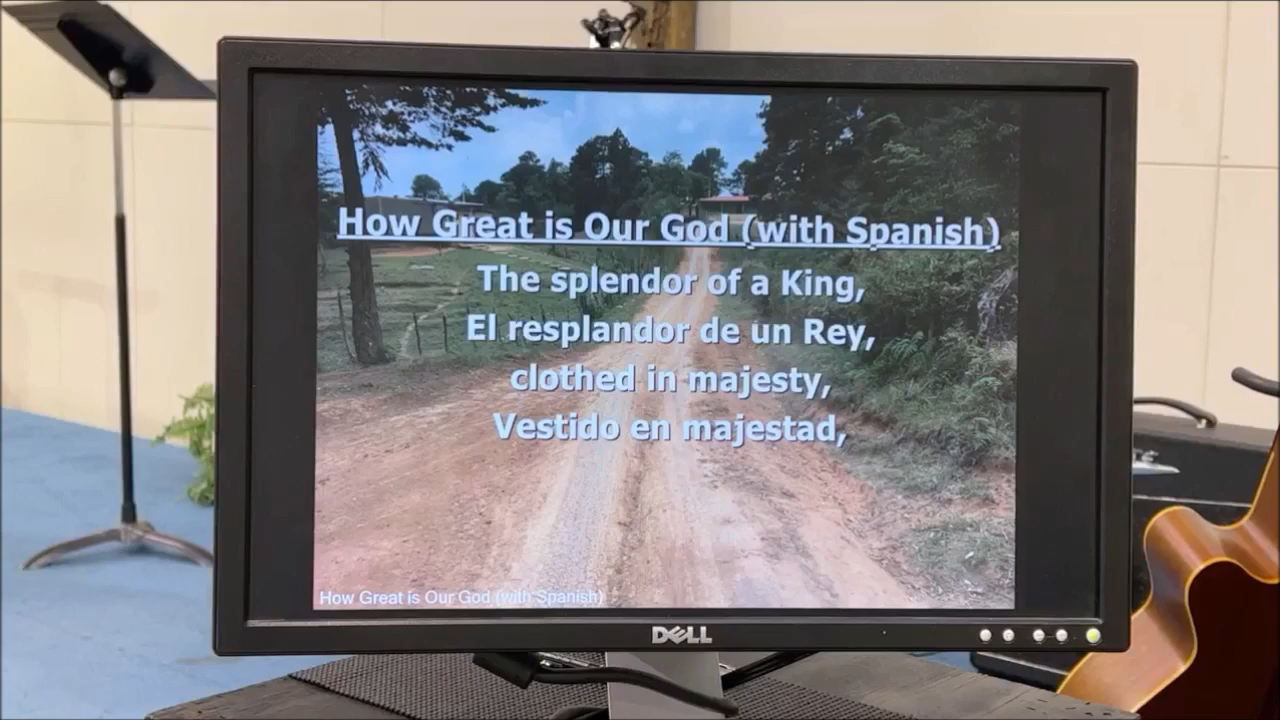 How Great is Our God (with Spanish)
The splendor of a King,
El resplandor de un Rey,
clothed in majesty,
Vestido en majestad,
How Great is Our God (with Spanish)
DELL